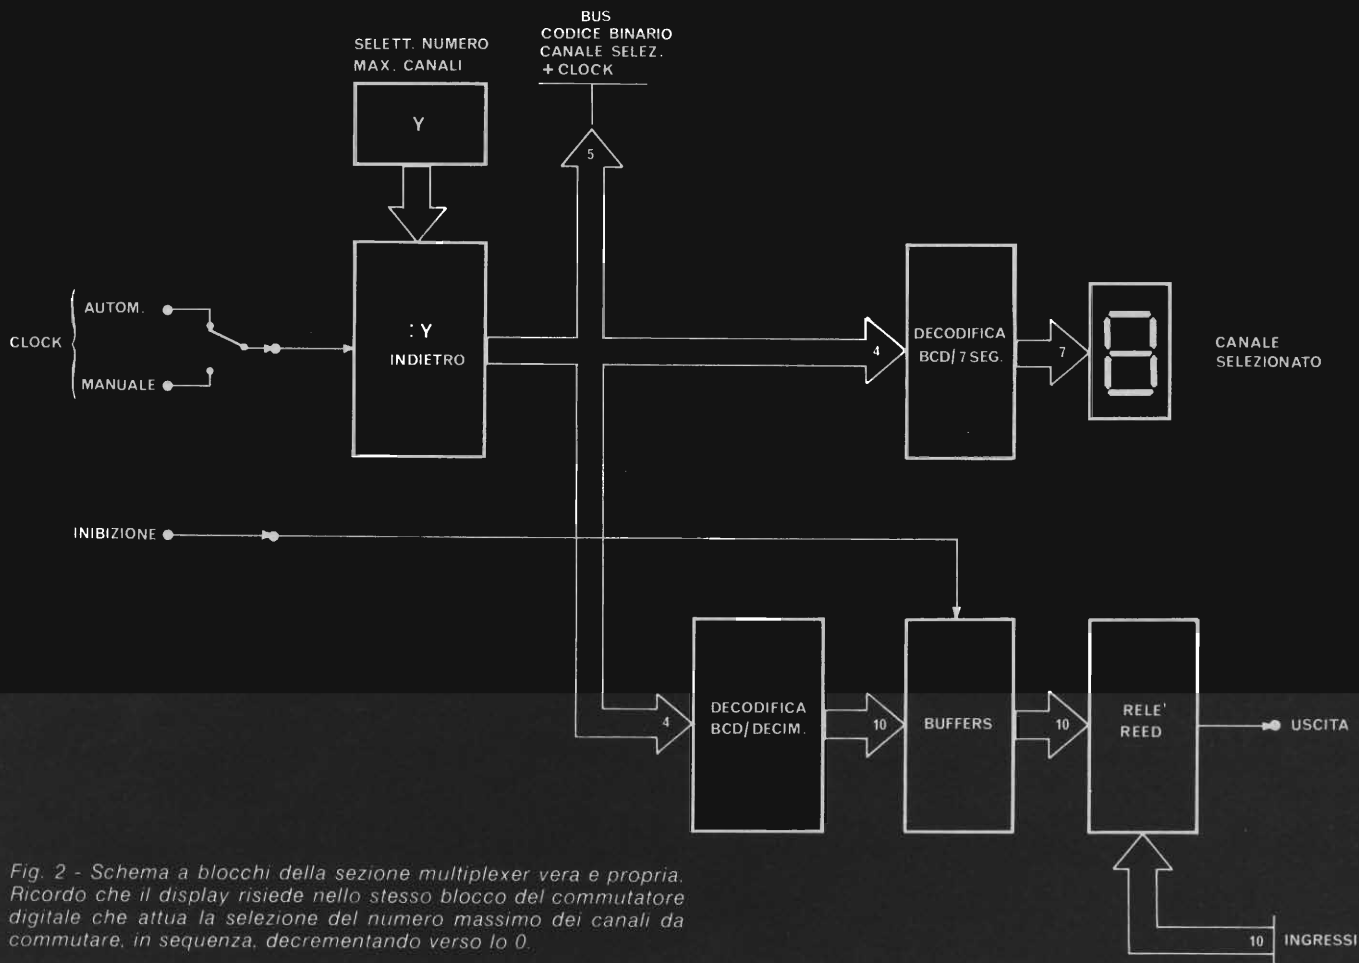 BUS
CODICE BINARIO
CANALE SELEZ.
+ CLOCK
SELETT. NUMERO
MAX. CANALI
Y
5
CLOCK
AUTOM.
MANUALE
: Y
INDIETRO
4
DECODIFICA
BCD/7 SEG.
7
CANALE
SELEZIONATO
INIBIZIONE
4
DECODIFICA
BCD/DECIM.
10
BUFFERS
10
RELE'
REED
USCITA
10
INGRESSI
Fig. 2 - Schema a blocchi della sezione multiplexer vera e propria.
Ricordo che il display risiede nello stesso blocco del commutatore
digitale che attua la selezione del numero massimo dei canali da
commutare, in sequenza, decrementando verso lo 0.